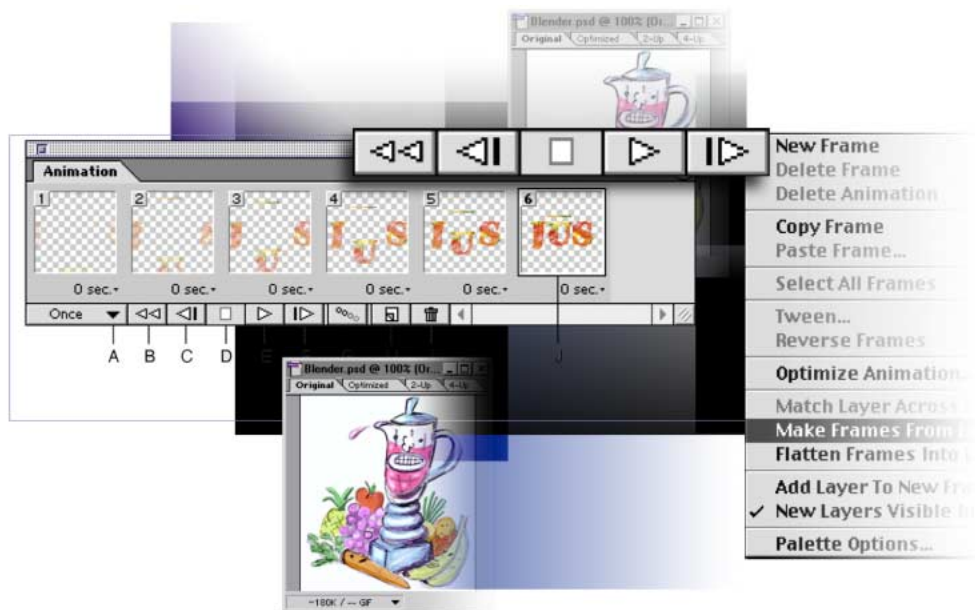 Blender.psd @ 100% (Or...
Original Optimized 2-Up 4-Up
Animation
1 2 3 4 5 6
I U S
I U S
I U S
IUS
0 sec. 0 sec. 0 sec. 0 sec. 0 sec. 0 sec.
Once
A B C D E J
New Frame
Delete Frame
Delete Animation
Copy Frame
Paste Frame...
Select All Frames
Tween...
Reverse Frames
Optimize Animation...
Match Layer Across
Make Frames From
Flatten Frames Into
Add Layer To New Fra
✓ New Layers Visible In
Palette Options...
Blender.psd @ 100% (Or...
Original Optimized 2-Up 4-Up
~180K / -- GIF